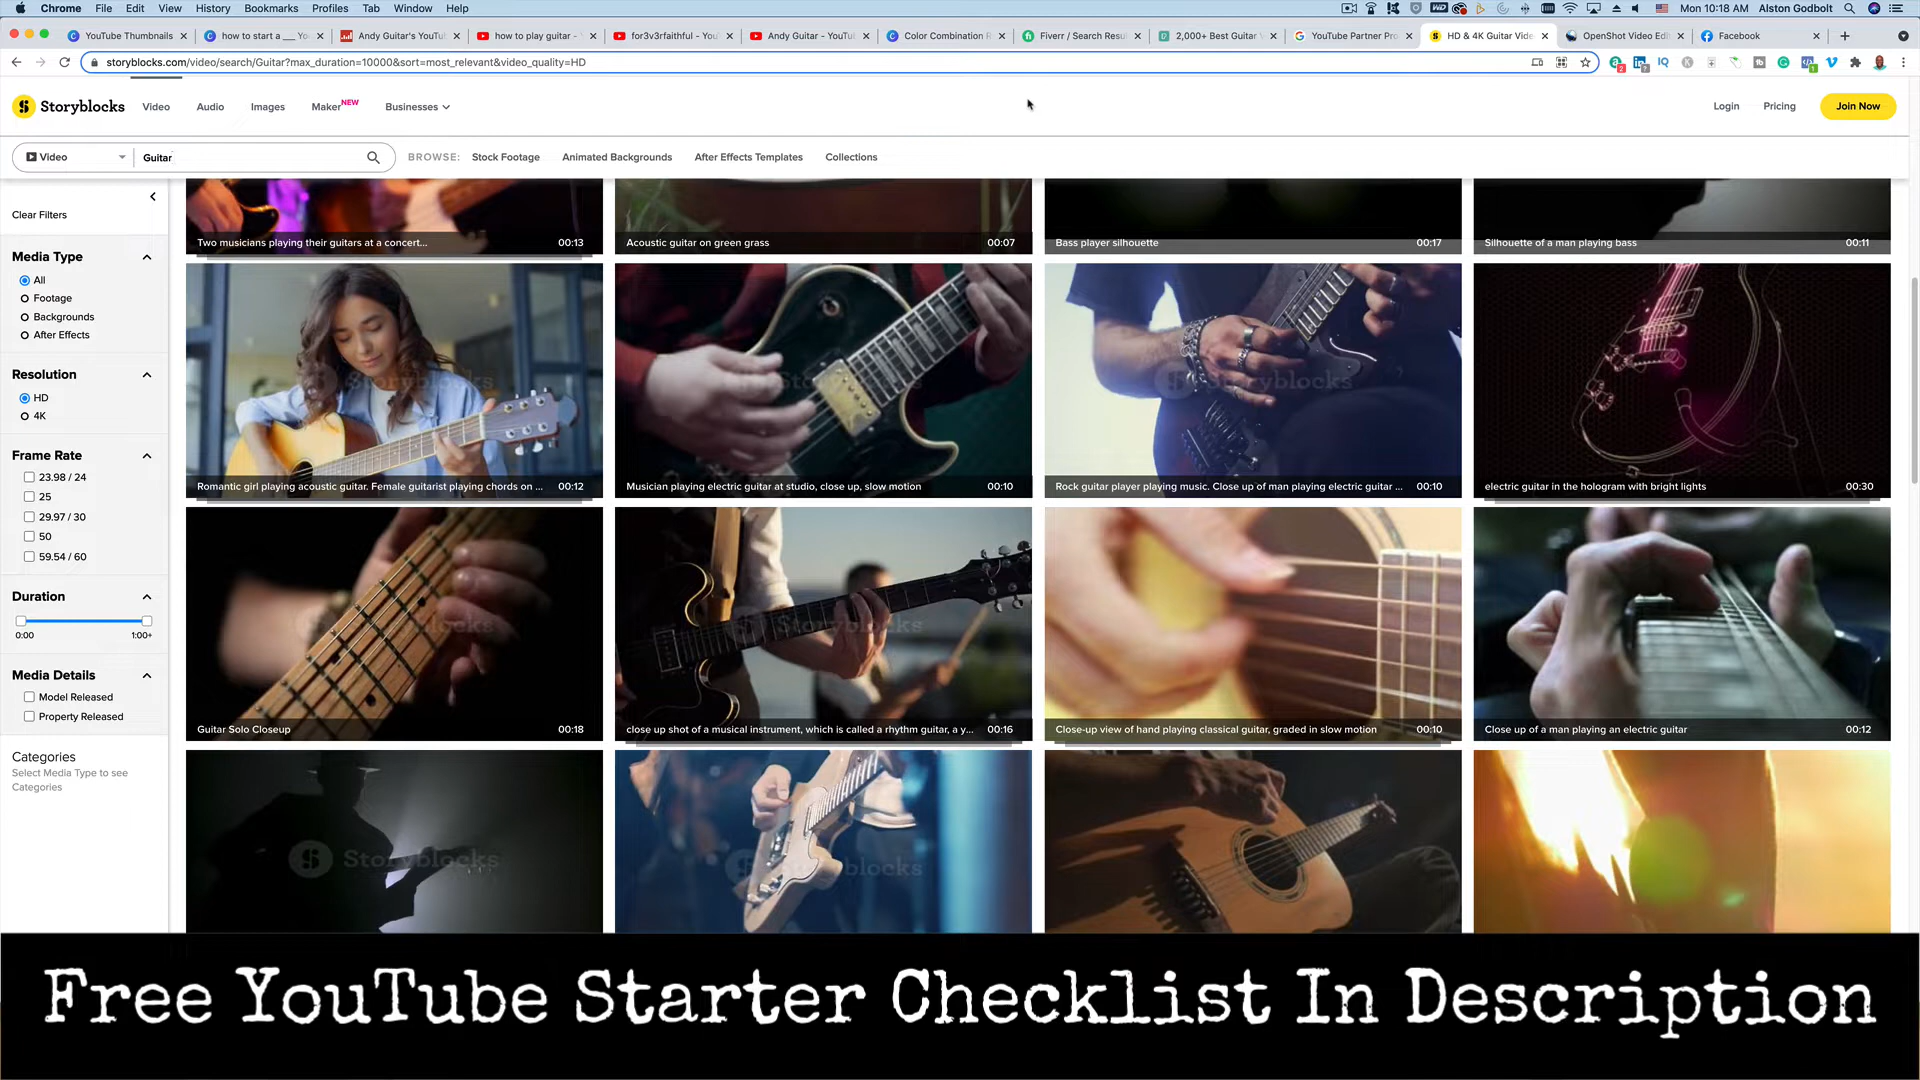 Chrome File Edit View History Bookmarks Profiles Tab Window Help Mon 10:18 AM Alston Godbolt
YouTube Thumbnails how to start a ___ Yo Andy Guitar's YouTu how to play guitar - for3v3rfaithful - YouT Andy Guitar - YouTub Color Combination R Fiverr / Search Resul 2,000+ Best Guitar YouTube Partner Pro HD & 4K Guitar Vide OpenShot Video Edi Facebook
storyblocks.com/video/search/Guitar?max_duration=10000&sort=most_relevant&video_quality=HD
Storyblocks Video Audio Images Maker NEW Businesses Login Pricing Join Now
Video Guitar BROWSE: Stock Footage Animated Backgrounds After Effects Templates Collections
Clear Filters
Media Type
All
Footage
Backgrounds
After Effects
Resolution
HD
4K
Frame Rate
23.98 / 24
25
29.97 / 30
50
59.54 / 60
Duration
0:00 1:00+
Media Details
Model Released
Property Released
Categories
Select Media Type to see
Categories
Two musicians playing their guitars at a concert... 00:13
Acoustic guitar on green grass 00:07
Bass player silhouette 00:17
Silhouette of a man playing bass 00:11
Romantic girl playing acoustic guitar. Female guitarist playing chords on ... 00:12
Musician playing electric guitar at studio, close up, slow motion 00:10
Rock guitar player playing music. Close up of man playing electric guitar ... 00:10
electric guitar in the hologram with bright lights 00:30
Guitar Solo Closeup 00:18
close up shot of a musical instrument, which is called a rhythm guitar, a y... 00:16
Close-up view of hand playing classical guitar, graded in slow motion 00:10
Close up of a man playing an electric guitar 00:12
Storyblocks
Free YouTube Starter Checklist In Description